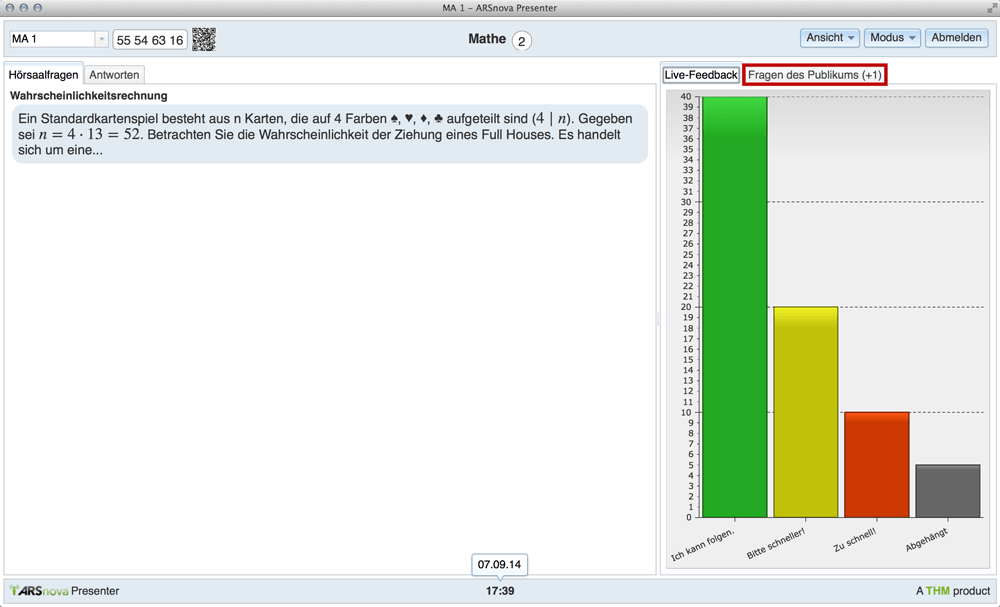 MA 1 – ARSnova Presenter
MA 1
55 54 63 16
Mathe 2
Ansicht
Modus
Abmelden
Hörsaalfragen
Antworten
Wahrscheinlichkeitsrechnung
Ein Standardkartenspiel besteht aus n Karten, die auf 4 Farben ♠, ♥, ♦, ♣ aufgeteilt sind (4 | n). Gegeben
sei n = 4 · 13 = 52. Betrachten Sie die Wahrscheinlichkeit der Ziehung eines Full Houses. Es handelt
sich um eine...
Live-Feedback
Fragen des Publikums (+1)
40
39
38
37
36
35
34
33
32
31
30
29
28
27
26
25
24
23
22
21
20
19
18
17
16
15
14
13
12
11
10
9
8
7
6
5
4
3
2
1
0
Ich kann folgen.
Bitte schneller!
Zu schnell!
Abgehängt
07.09.14
ARSnova Presenter
17:39
A THM product